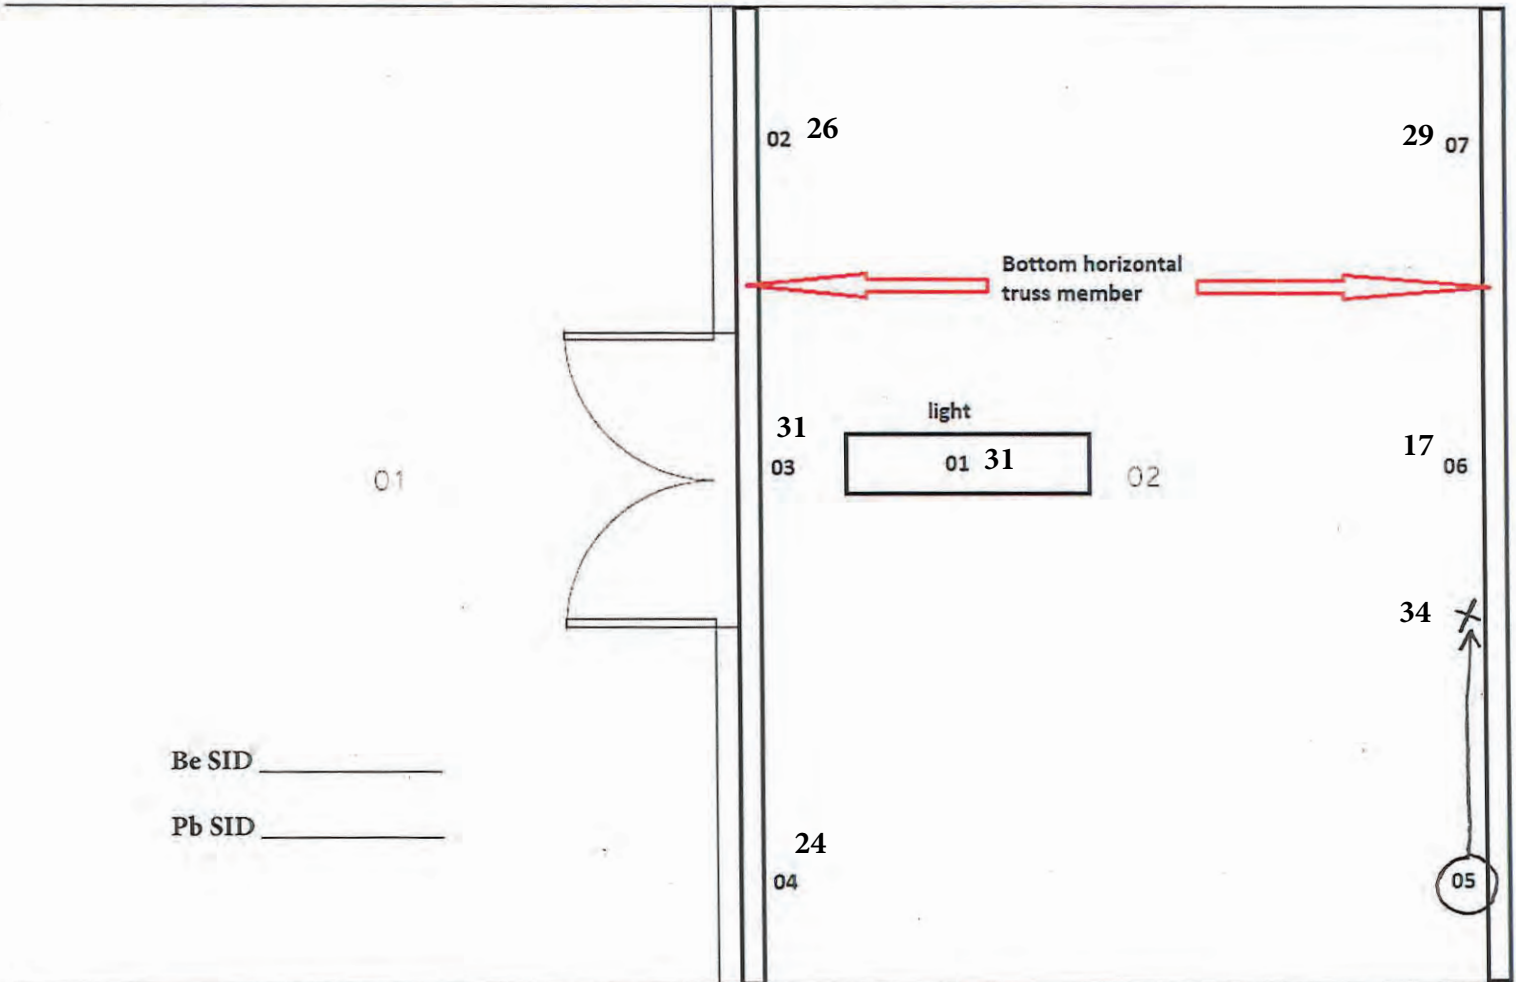 02 26
29 07
Bottom horizontal
truss member
light
31
03
01 31
02
17
06
01
34 X
Be SID
Pb SID
24
04
05